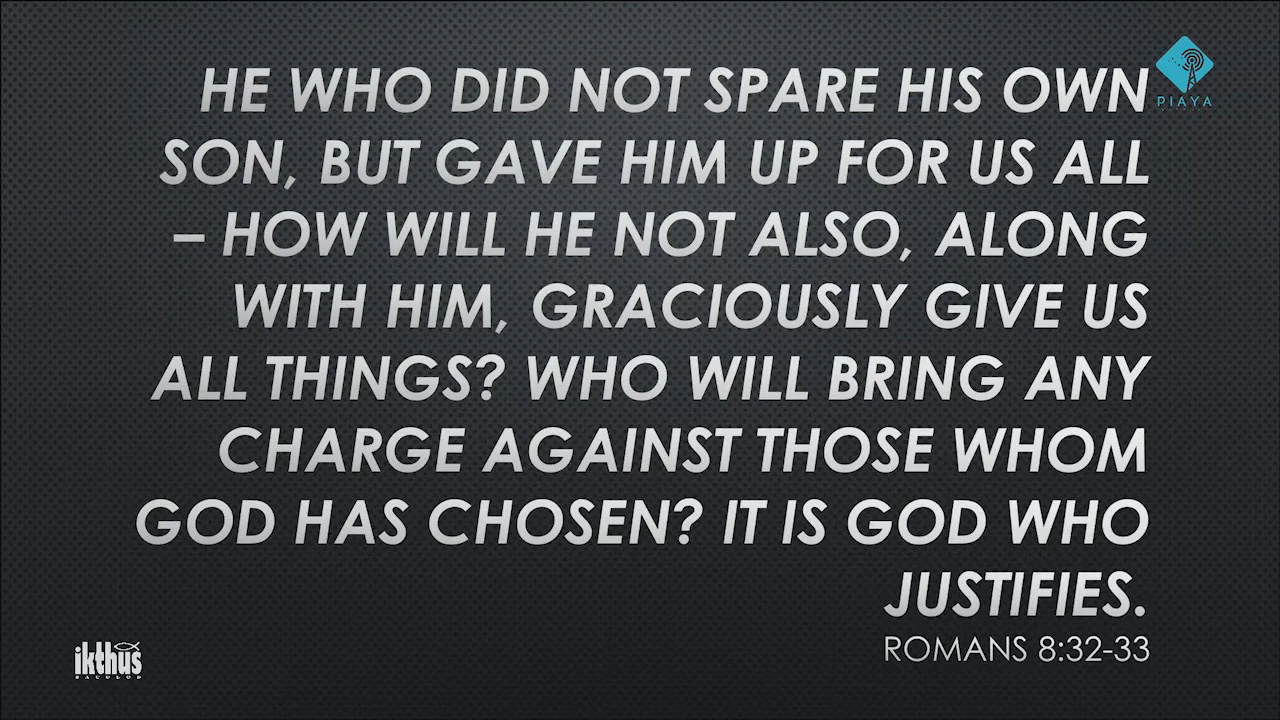 HE WHO DID NOT SPARE HIS OWN
SON, BUT GAVE HIM UP FOR US ALL
– HOW WILL HE NOT ALSO, ALONG
WITH HIM, GRACIOUSLY GIVE US
ALL THINGS? WHO WILL BRING ANY
CHARGE AGAINST THOSE WHOM
GOD HAS CHOSEN? IT IS GOD WHO
JUSTIFIES.
ROMANS 8:32-33
PIAYA
ikthus
BACOLOD